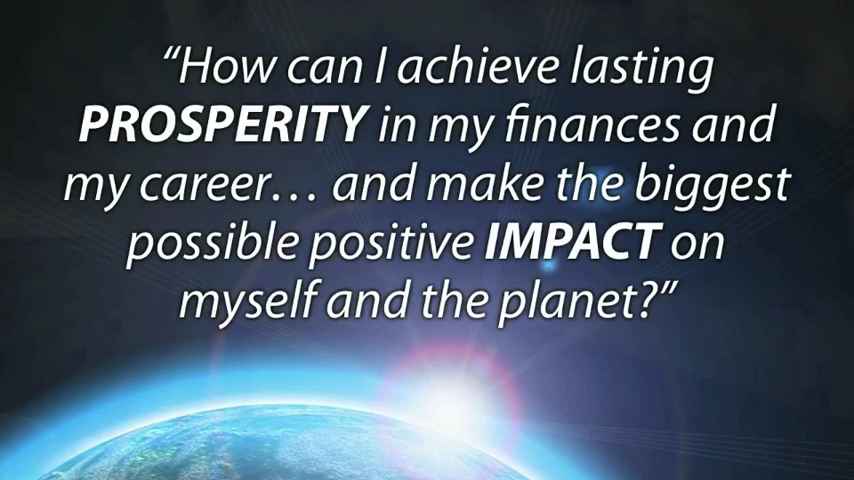 “How can I achieve lasting
PROSPERITY in my finances and
my career… and make the biggest
possible positive IMPACT on
myself and the planet?”